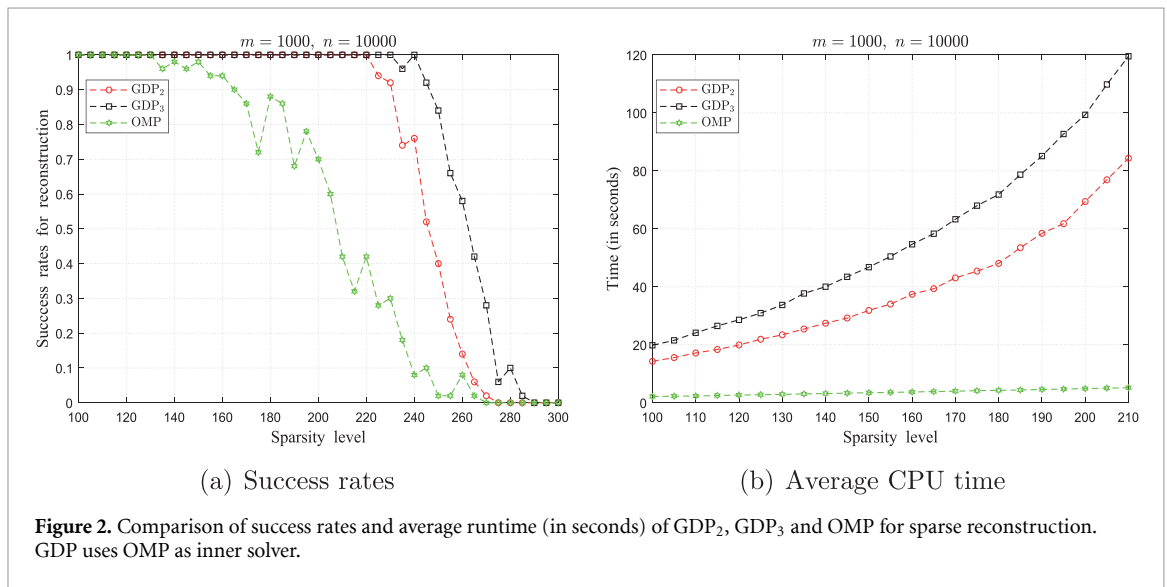 m = 1000, n = 10000
1
0.9
0.8
0.7
0.6
0.5
0.4
0.3
0.2
0.1
0
Succcess rates for reconstruction
GDP₂
GDP₃
OMP
100 120 140 160 180 200 220 240 260 280 300
Sparsity level
(a) Success rates
m = 1000, n = 10000
120
100
80
60
40
20
0
Time (in seconds)
GDP₂
GDP₃
OMP
100 110 120 130 140 150 160 170 180 190 200 210
Sparsity level
(b) Average CPU time
Figure 2. Comparison of success rates and average runtime (in seconds) of GDP₂, GDP₃ and OMP for sparse reconstruction.
GDP uses OMP as inner solver.